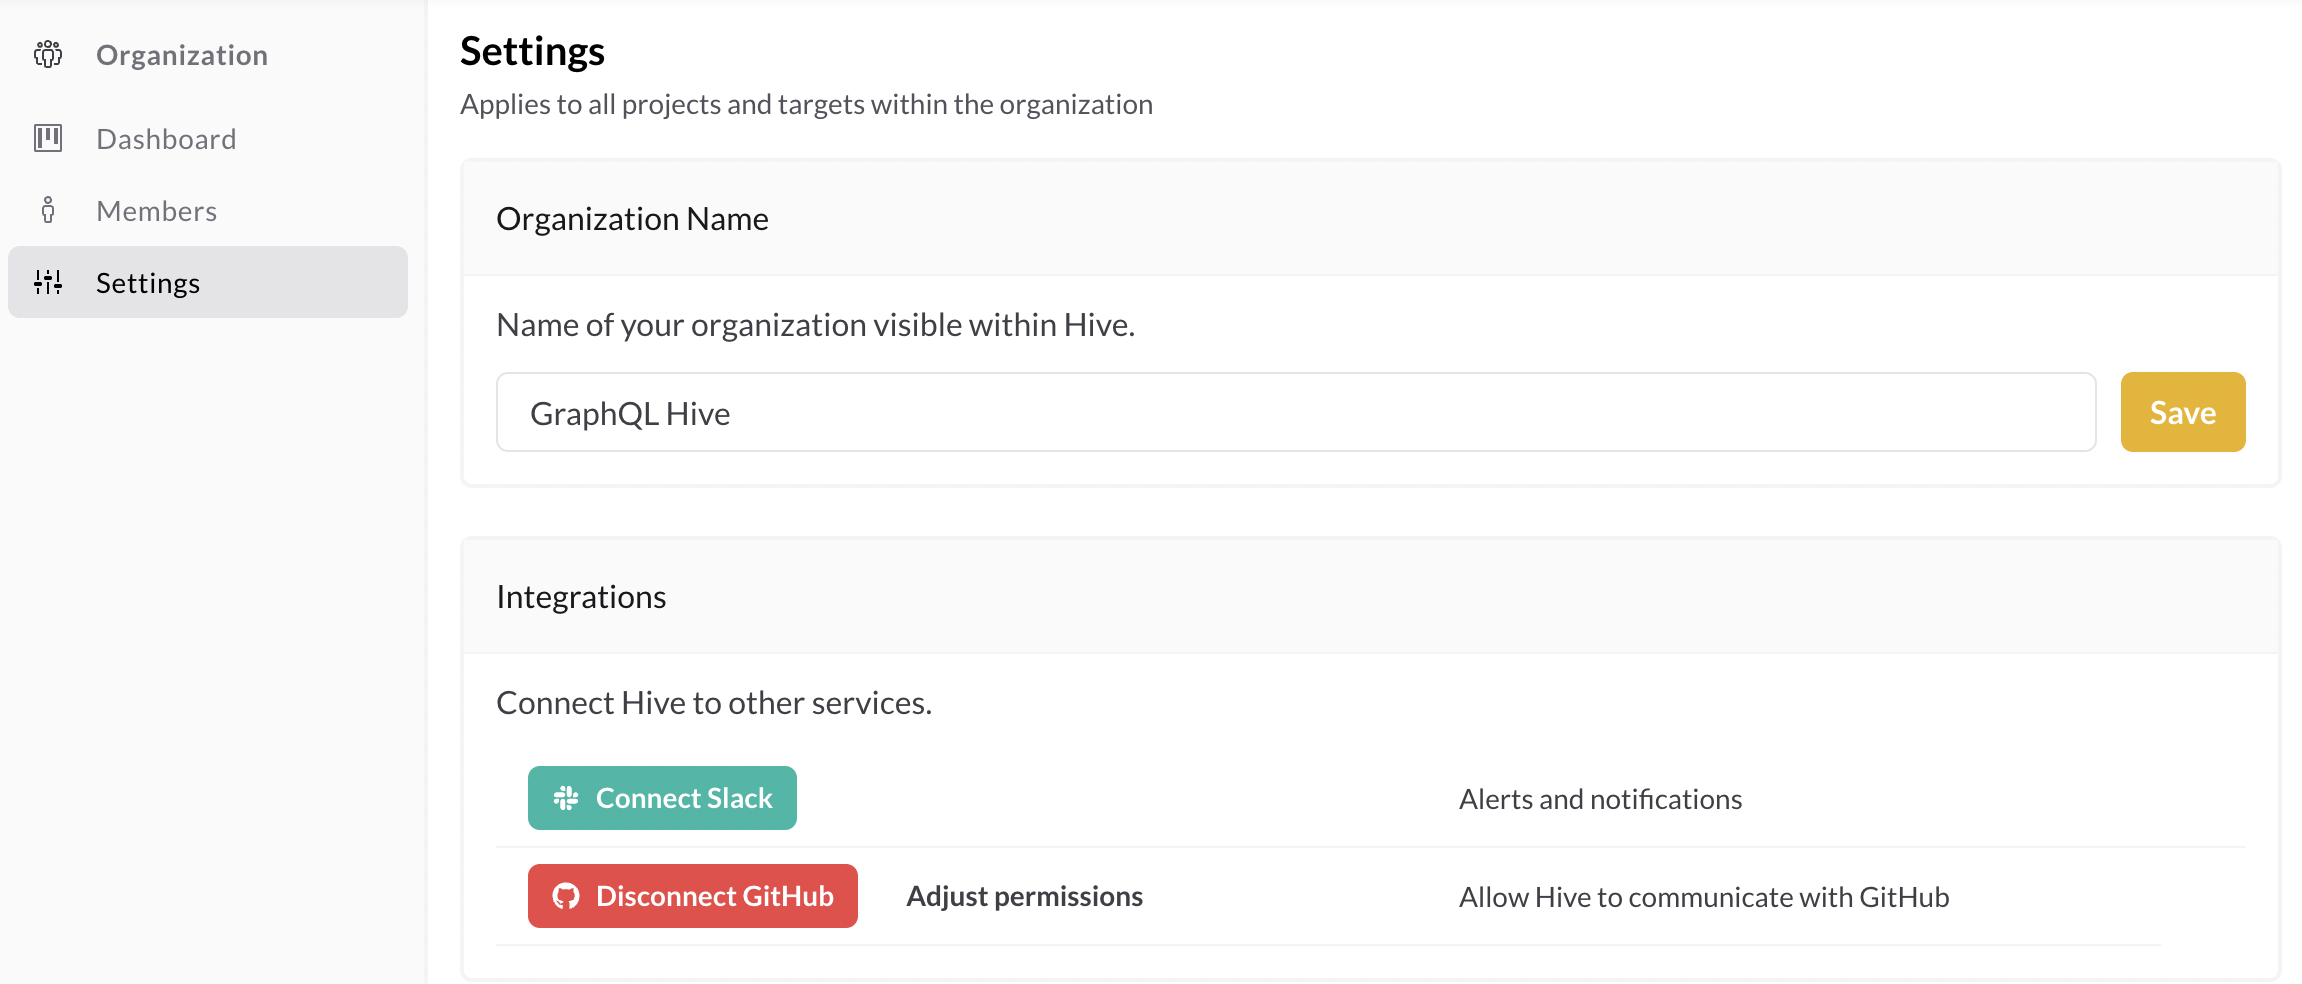 Organization
Dashboard
Members
Settings
Settings
Applies to all projects and targets within the organization
Organization Name
Name of your organization visible within Hive.
GraphQL Hive
Save
Integrations
Connect Hive to other services.
Connect Slack
Alerts and notifications
Disconnect GitHub
Adjust permissions
Allow Hive to communicate with GitHub